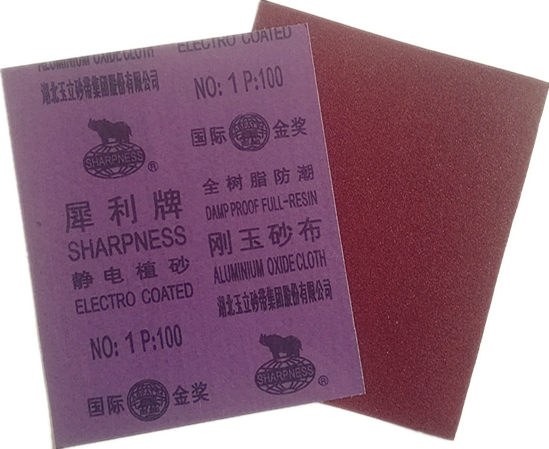 ALUMINIUM OXIDE CLOTH
湖北玉立砂带集团股份有限公司
SHARPNESS ®
犀利牌
SHARPNESS
静电植砂
ELECTRO COATED
NO: 1 P:100
国际 金奖
ELECTRO COATED
NO: 1 P:100
国际 金奖
全树脂防潮
DAMP PROOF FULL-RESIN
刚玉砂布
ALUMINIUM OXIDE CLOTH
湖北玉立砂带集团股份有限公司
SHARPNESS ®